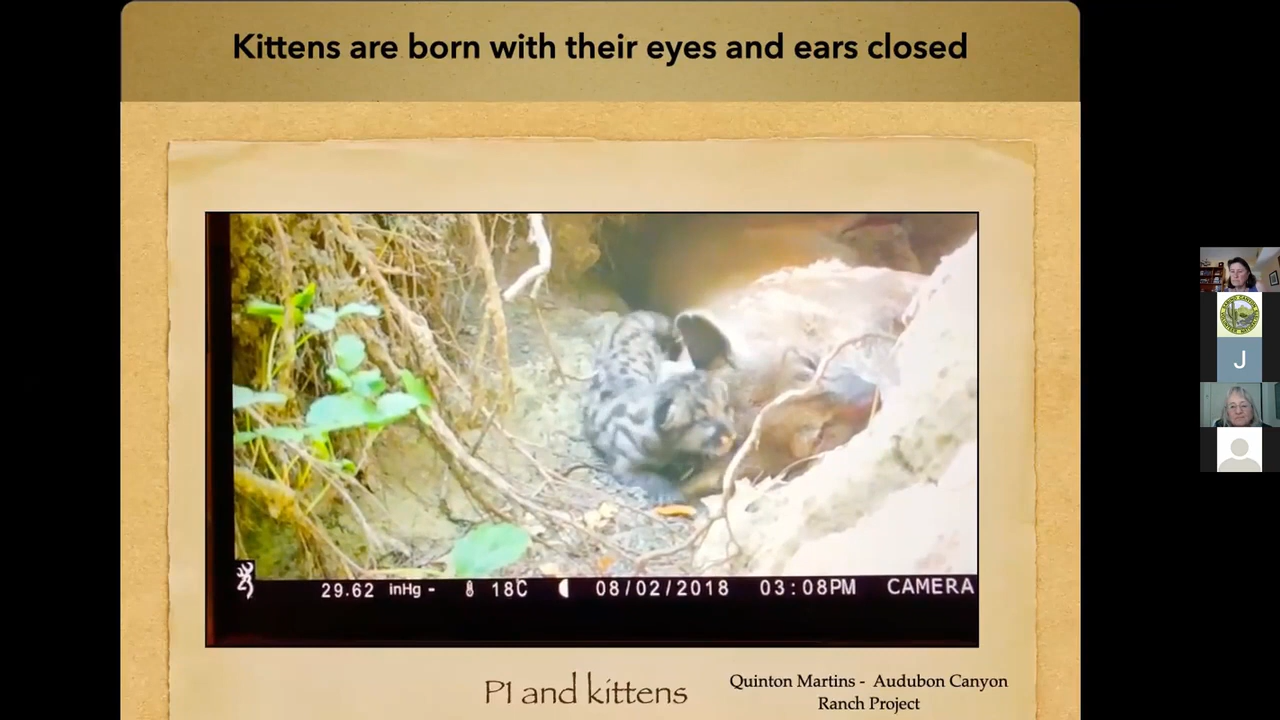 Kittens are born with their eyes and ears closed
29.62 inHg - 18C 08/02/2018 03:08PM CAMERA
P1 and kittens
Quinton Martins - Audubon Canyon
Ranch Project
J